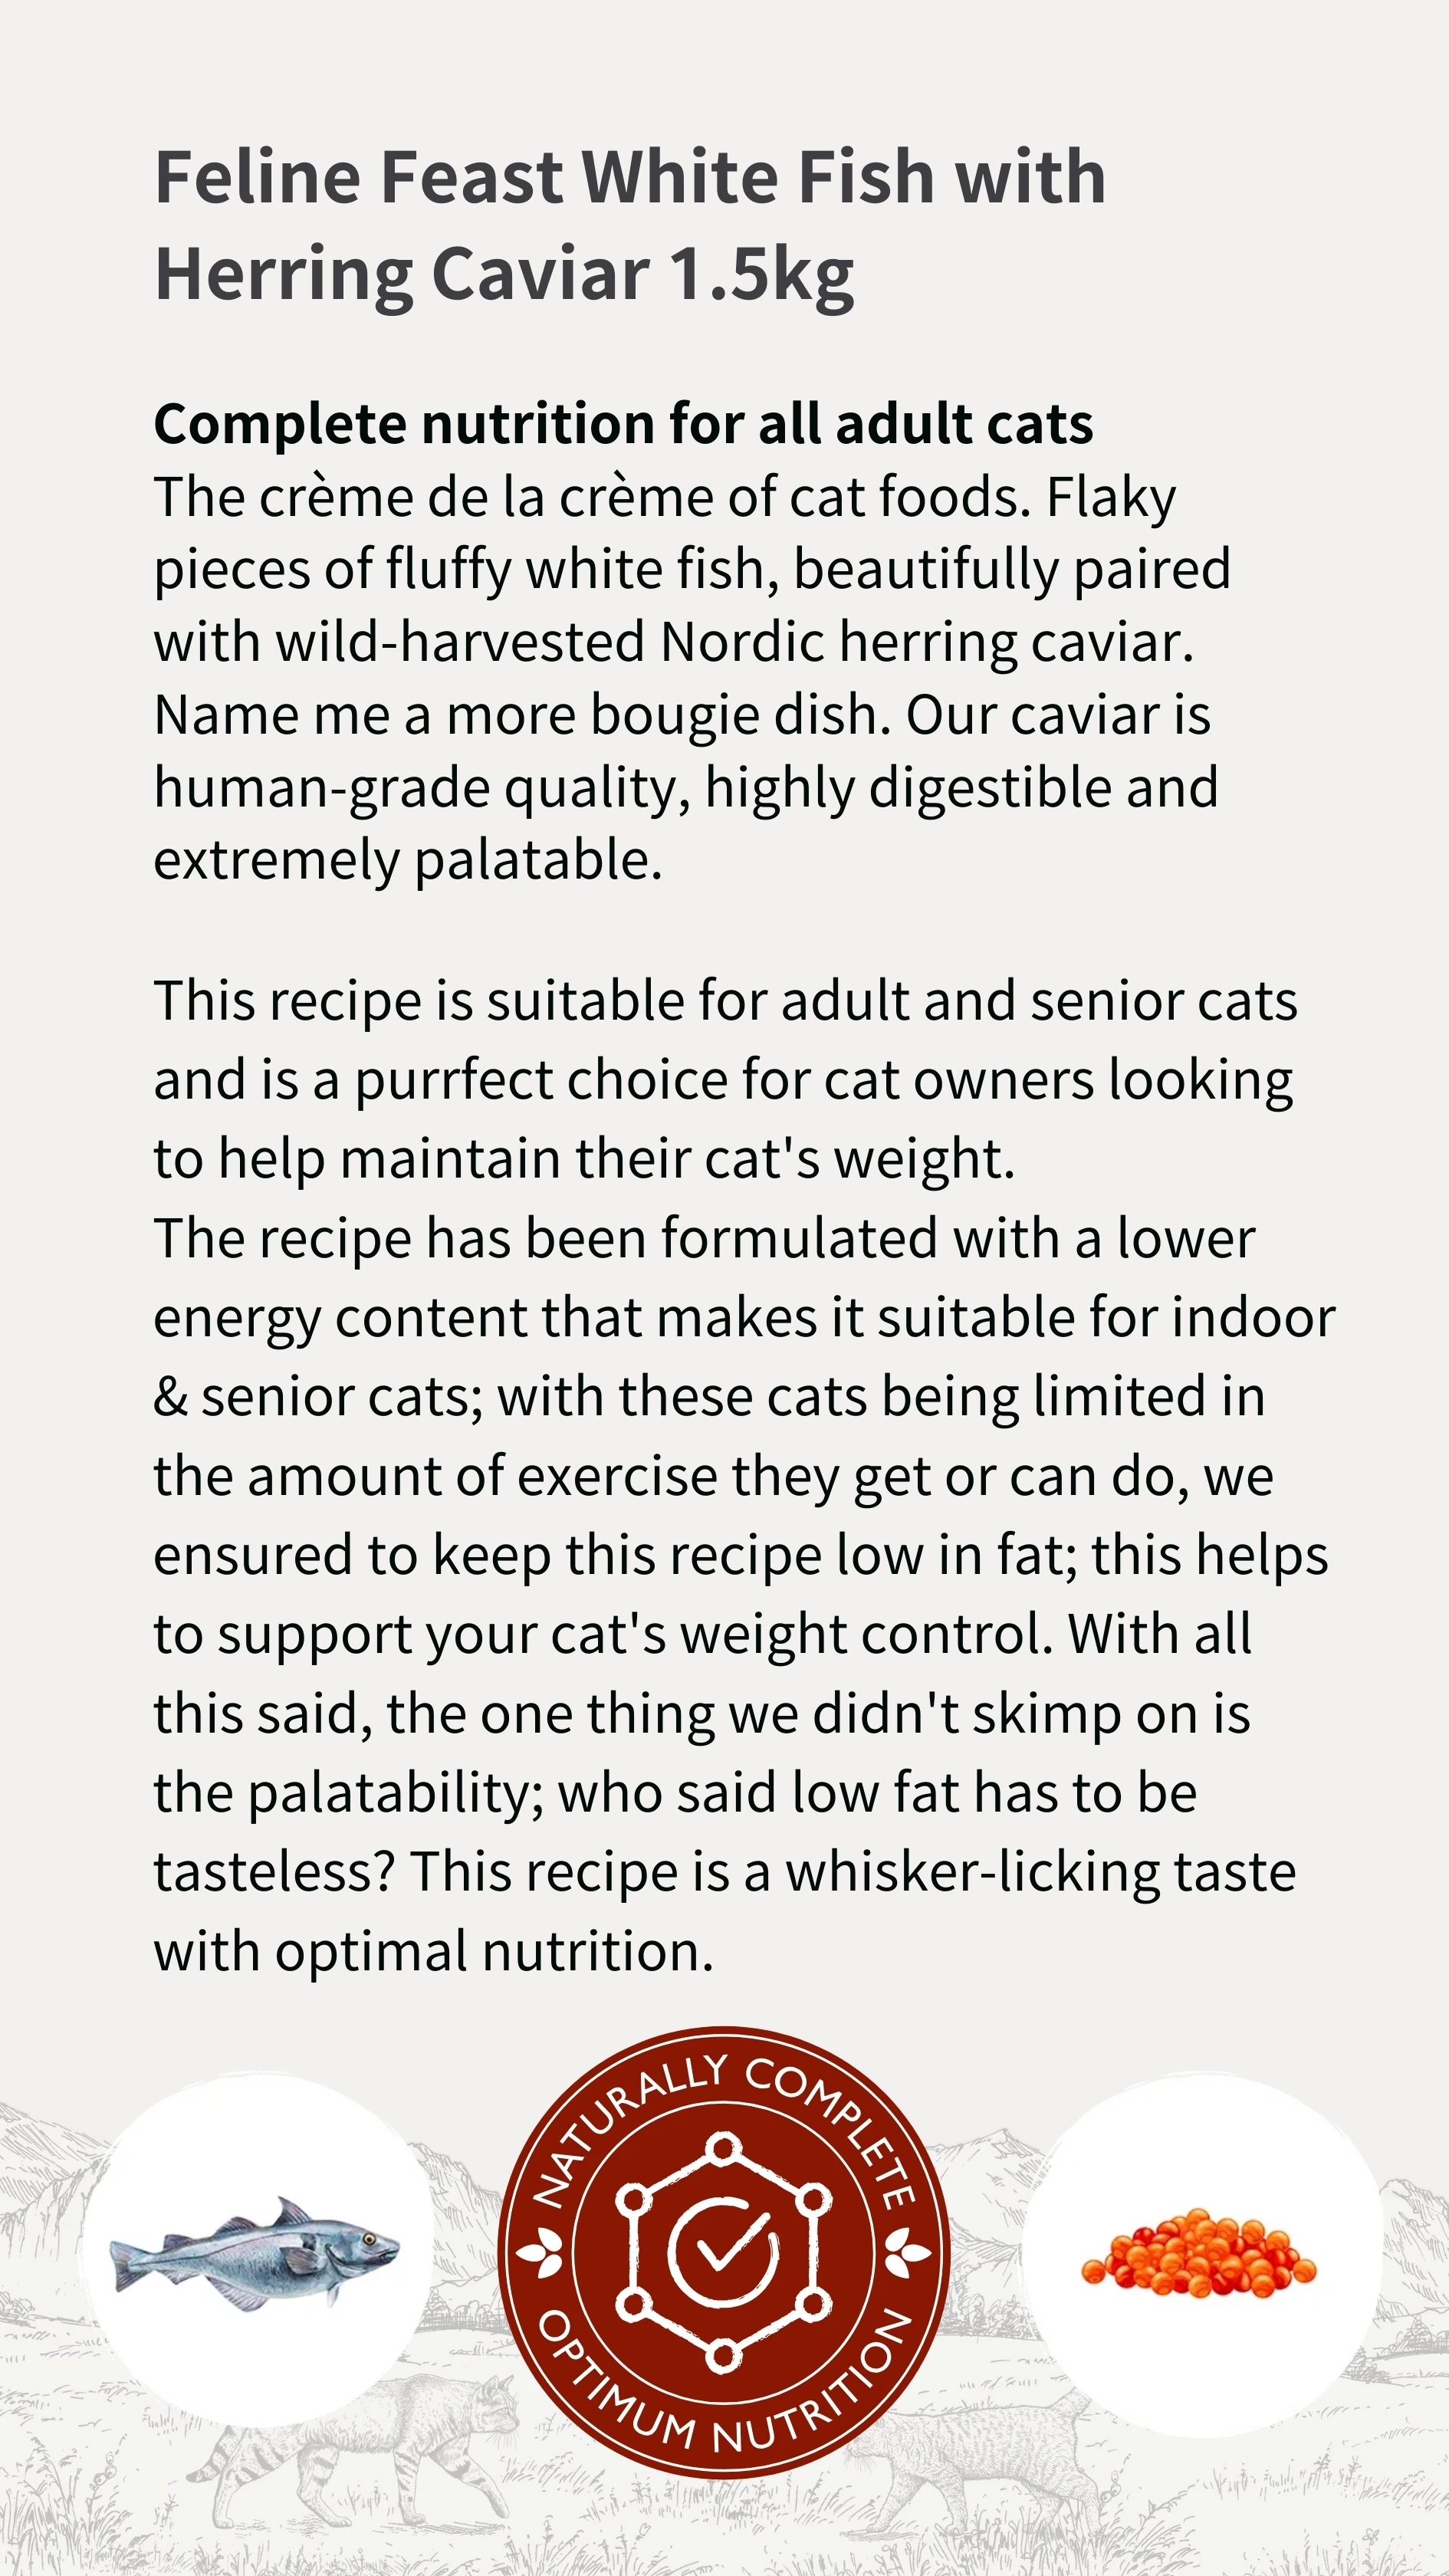 Feline Feast White Fish with
Herring Caviar 1.5kg
Complete nutrition for all adult cats
The crème de la crème of cat foods. Flaky
pieces of fluffy white fish, beautifully paired
with wild-harvested Nordic herring caviar.
Name me a more bougie dish. Our caviar is
human-grade quality, highly digestible and
extremely palatable.
This recipe is suitable for adult and senior cats
and is a purrfect choice for cat owners looking
to help maintain their cat's weight.
The recipe has been formulated with a lower
energy content that makes it suitable for indoor
& senior cats; with these cats being limited in
the amount of exercise they get or can do, we
ensured to keep this recipe low in fat; this helps
to support your cat's weight control. With all
this said, the one thing we didn't skimp on is
the palatability; who said low fat has to be
tasteless? This recipe is a whisker-licking taste
with optimal nutrition.
NATURALLY COMPLETE
OPTIMUM NUTRITION